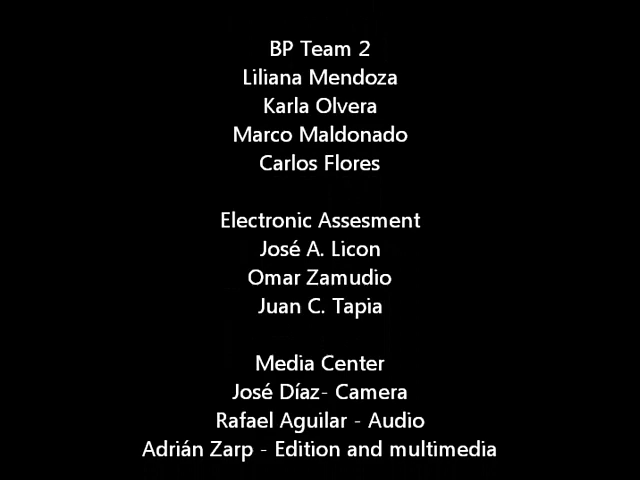 BP Team 2
Liliana Mendoza
Karla Olvera
Marco Maldonado
Carlos Flores
Electronic Assesment
José A. Licon
Omar Zamudio
Juan C. Tapia
Media Center
José Díaz- Camera
Rafael Aguilar - Audio
Adrián Zarp - Edition and multimedia